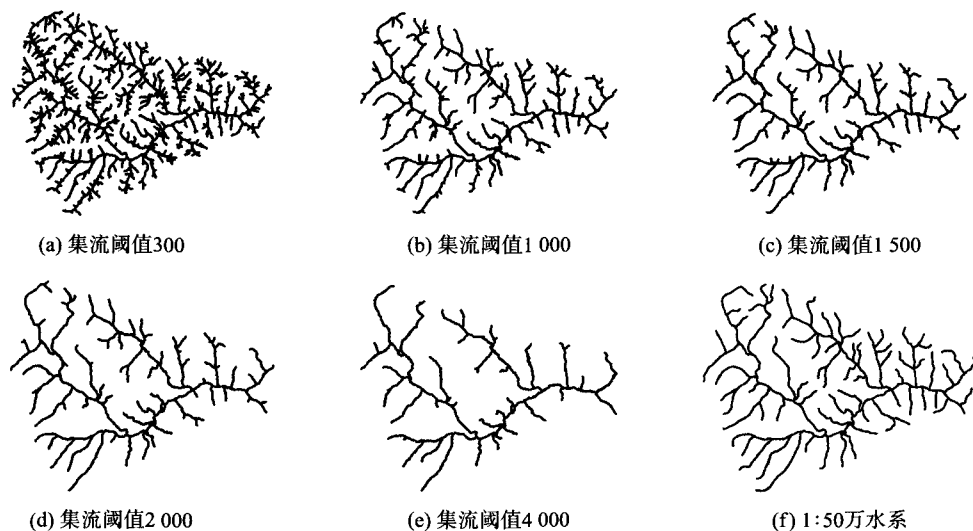 (a) 集流阈值300
(b) 集流阈值1 000
(c) 集流阈值1 500
(d) 集流阈值2 000
(e) 集流阈值4 000
(f) 1:50万水系